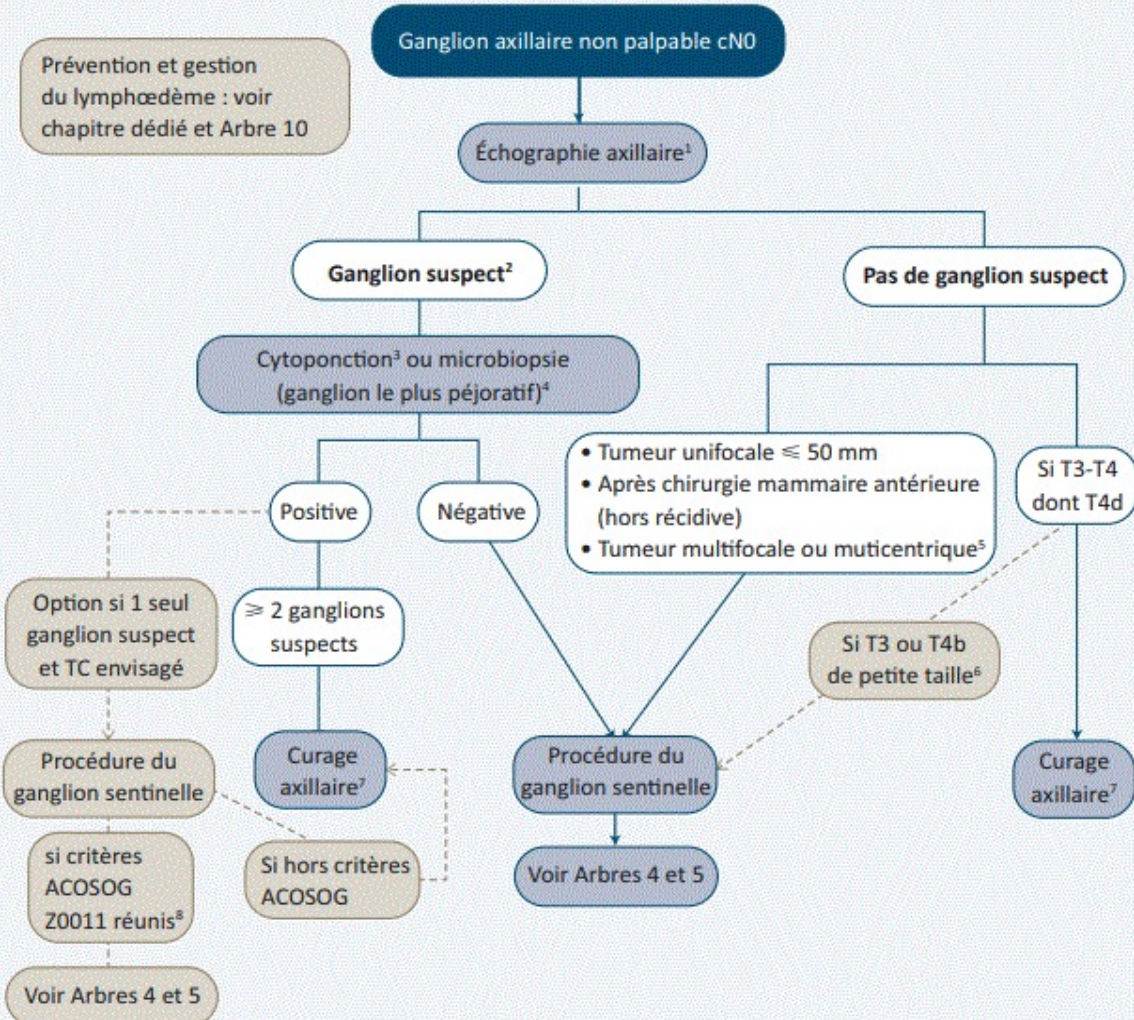 Ganglion axillaire non palpable cN0
Prévention et gestion
du lymphœdème : voir
chapitre dédié et Arbre 10
Échographie axillaire¹
Ganglion suspect²
Pas de ganglion suspect
Cytoponction³ ou microbiopsie
(ganglion le plus péjoratif)⁴
• Tumeur unifocale ⩽ 50 mm
• Après chirurgie mammaire antérieure
(hors récidive)
• Tumeur multifocale ou muticentrique⁵
Si T3-T4
dont T4d
Positive
Négative
Option si 1 seul
ganglion suspect
et TC envisagé
⩾ 2 ganglions
suspects
Si T3 ou T4b
de petite taille⁶
Procédure du
ganglion sentinelle
Curage
axillaire⁷
Procédure du
ganglion sentinelle
Curage
axillaire⁷
si critères
ACOSOG
Z0011 réunis⁸
Si hors critères
ACOSOG
Voir Arbres 4 et 5
Voir Arbres 4 et 5